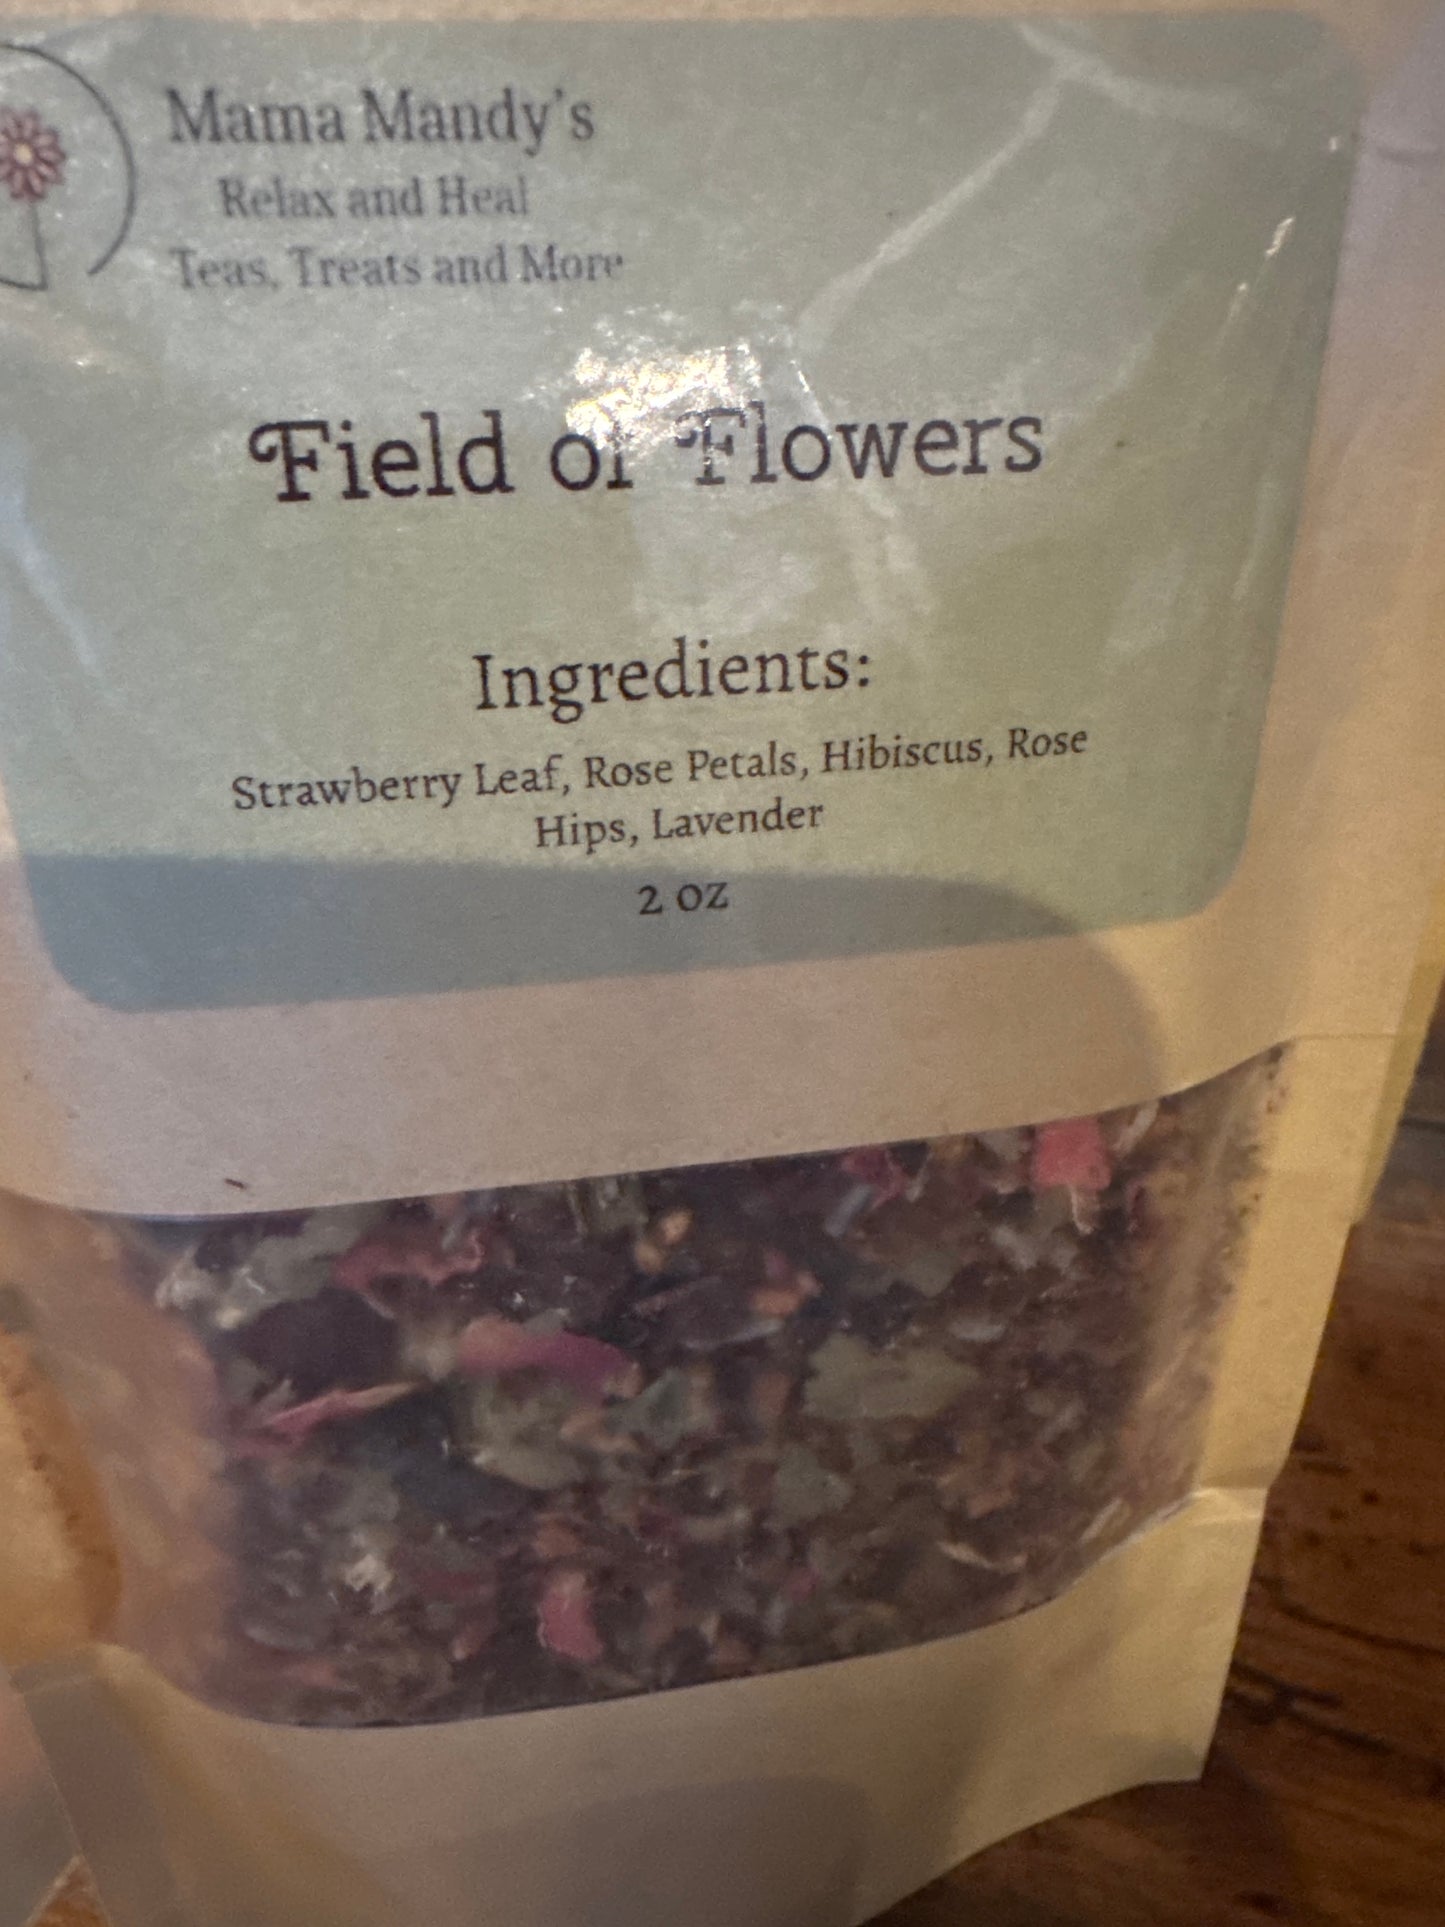 Mama Mandy's
Relax and Heal
Teas, Treats and More
Field of Flowers
Ingredients:
Strawberry Leaf, Rose Petals, Hibiscus, Rose
Hips, Lavender
2 oz